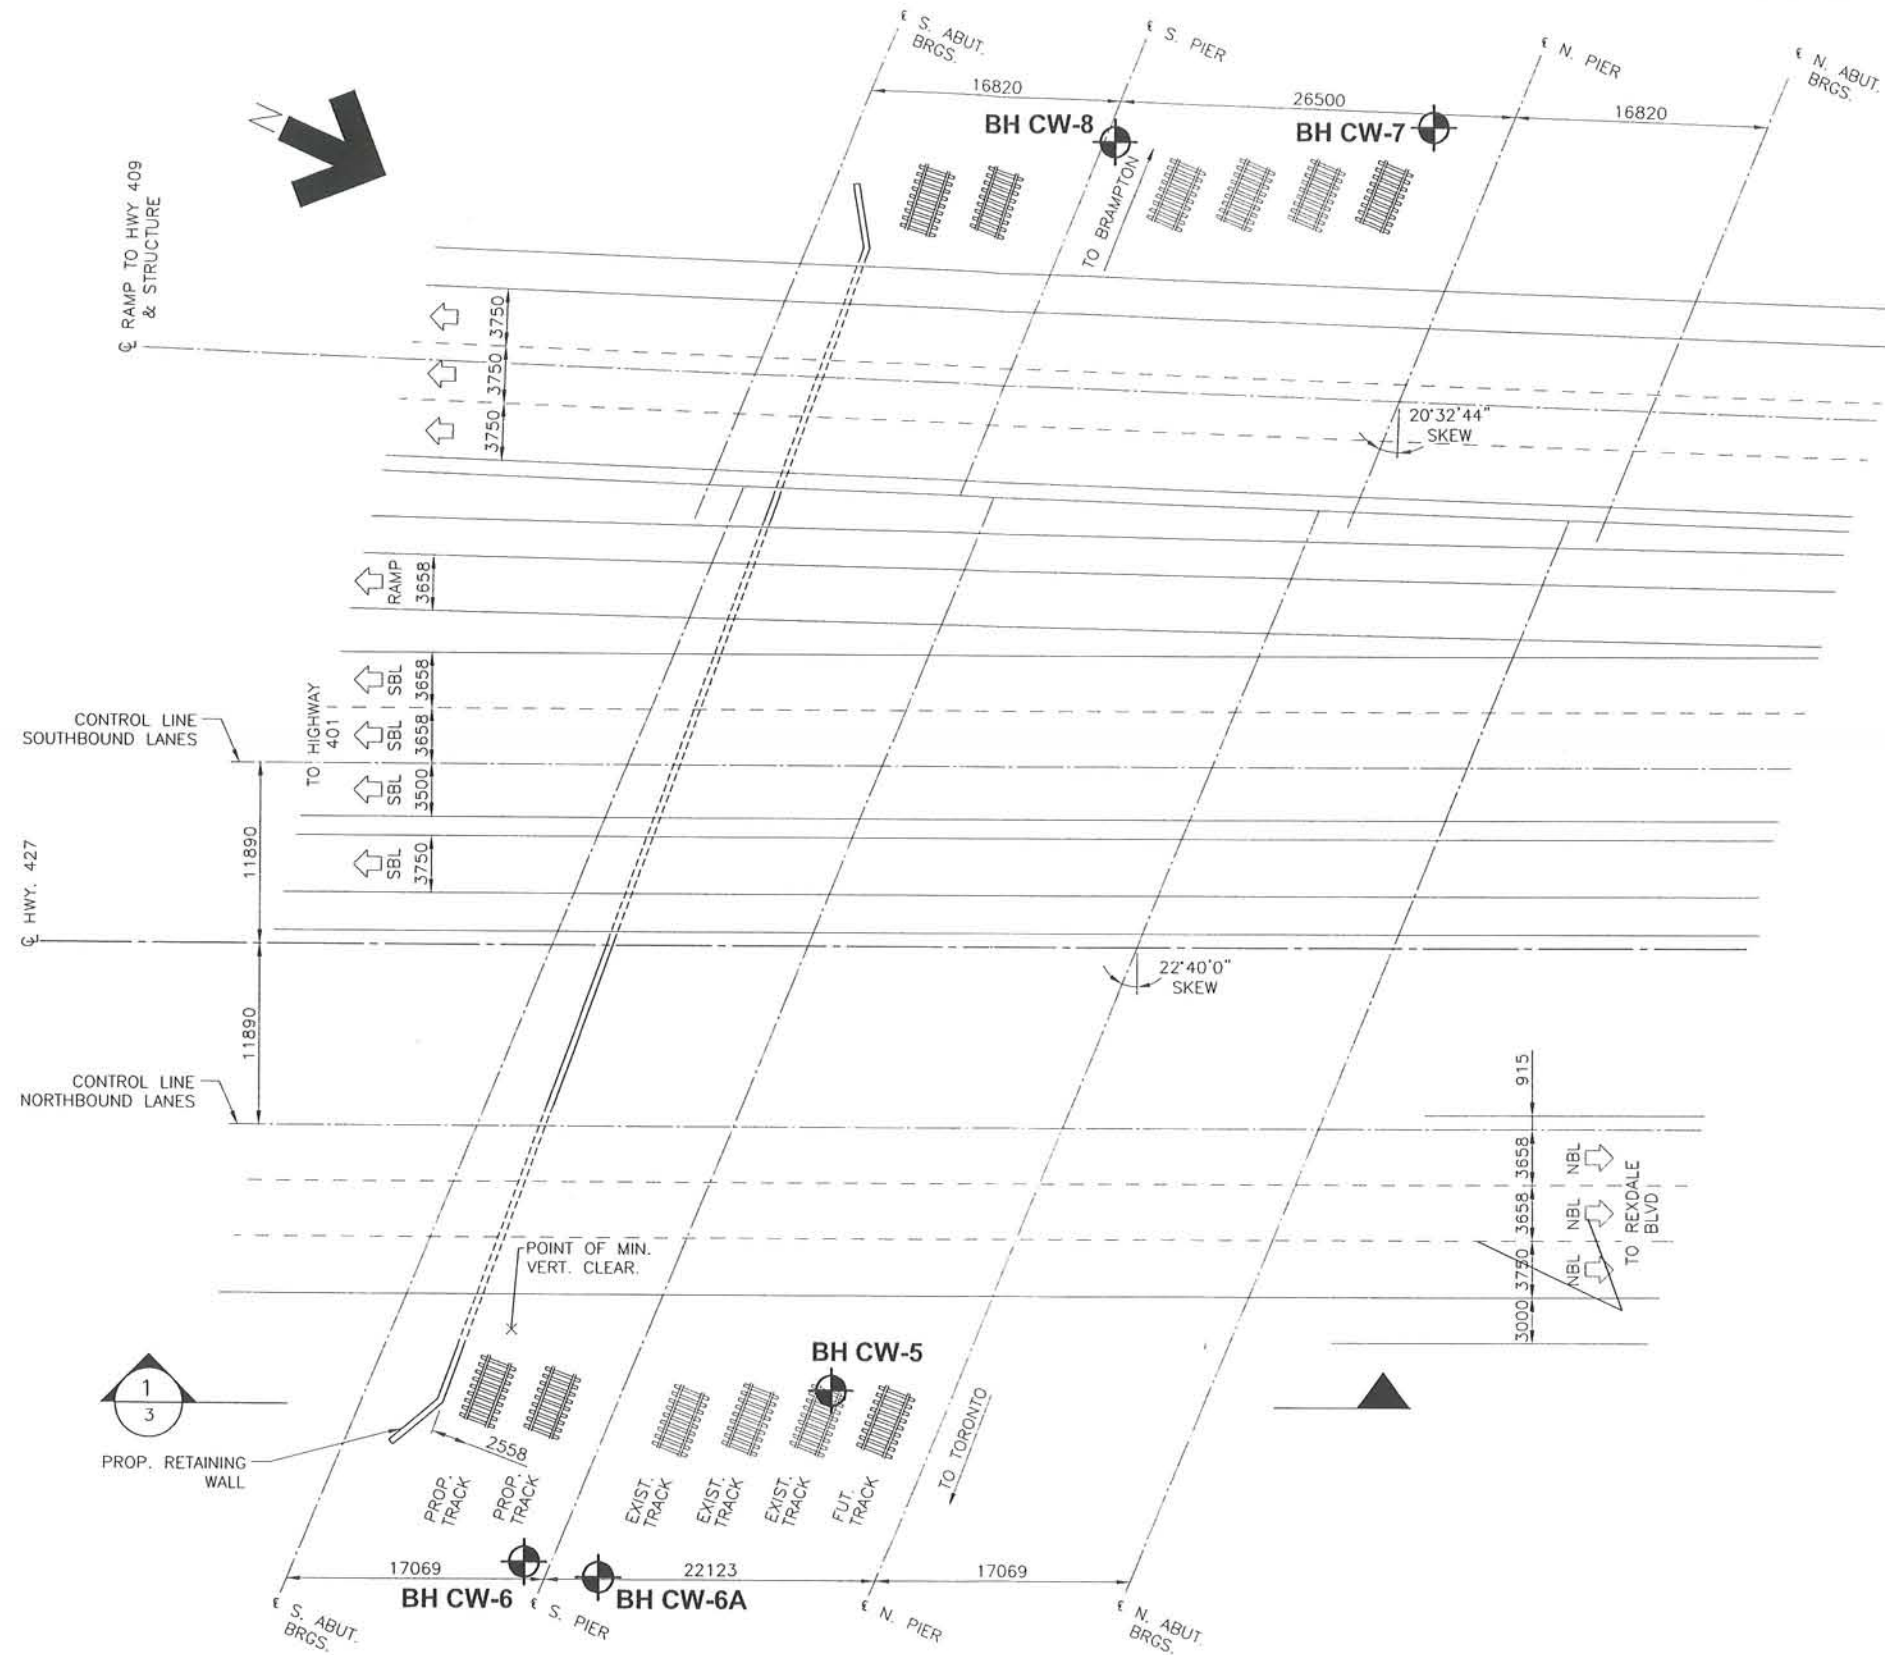 ℄ S. ABUT.
BRGS.
℄ S. PIER
℄ N. PIER
℄ N. ABUT.
BRGS.
16820
26500
16820
BH CW-8
BH CW-7
N
TO BRAMPTON
℄ RAMP TO HWY 409
& STRUCTURE
3750
3750
3750
20°32'44"
SKEW
RAMP
3658
SBL
3658
SBL
3658
SBL
3500
SBL
3750
TO HIGHWAY
401
CONTROL LINE
SOUTHBOUND LANES
11890
℄ HWY. 427
22°40'0"
SKEW
11890
CONTROL LINE
NORTHBOUND LANES
915
3658
NBL
3658
NBL
3750
NBL
3000
TO REXDALE
BLVD
POINT OF MIN.
VERT. CLEAR.
BH CW-5
1
3
PROP. RETAINING
WALL
2558
PROP.
TRACK
PROP.
TRACK
EXIST.
TRACK
EXIST.
TRACK
EXIST.
TRACK
FUT.
TRACK
TO TORONTO
17069
22123
17069
BH CW-6
BH CW-6A
℄ S. ABUT.
BRGS.
℄ S. PIER
℄ N. PIER
℄ N. ABUT.
BRGS.